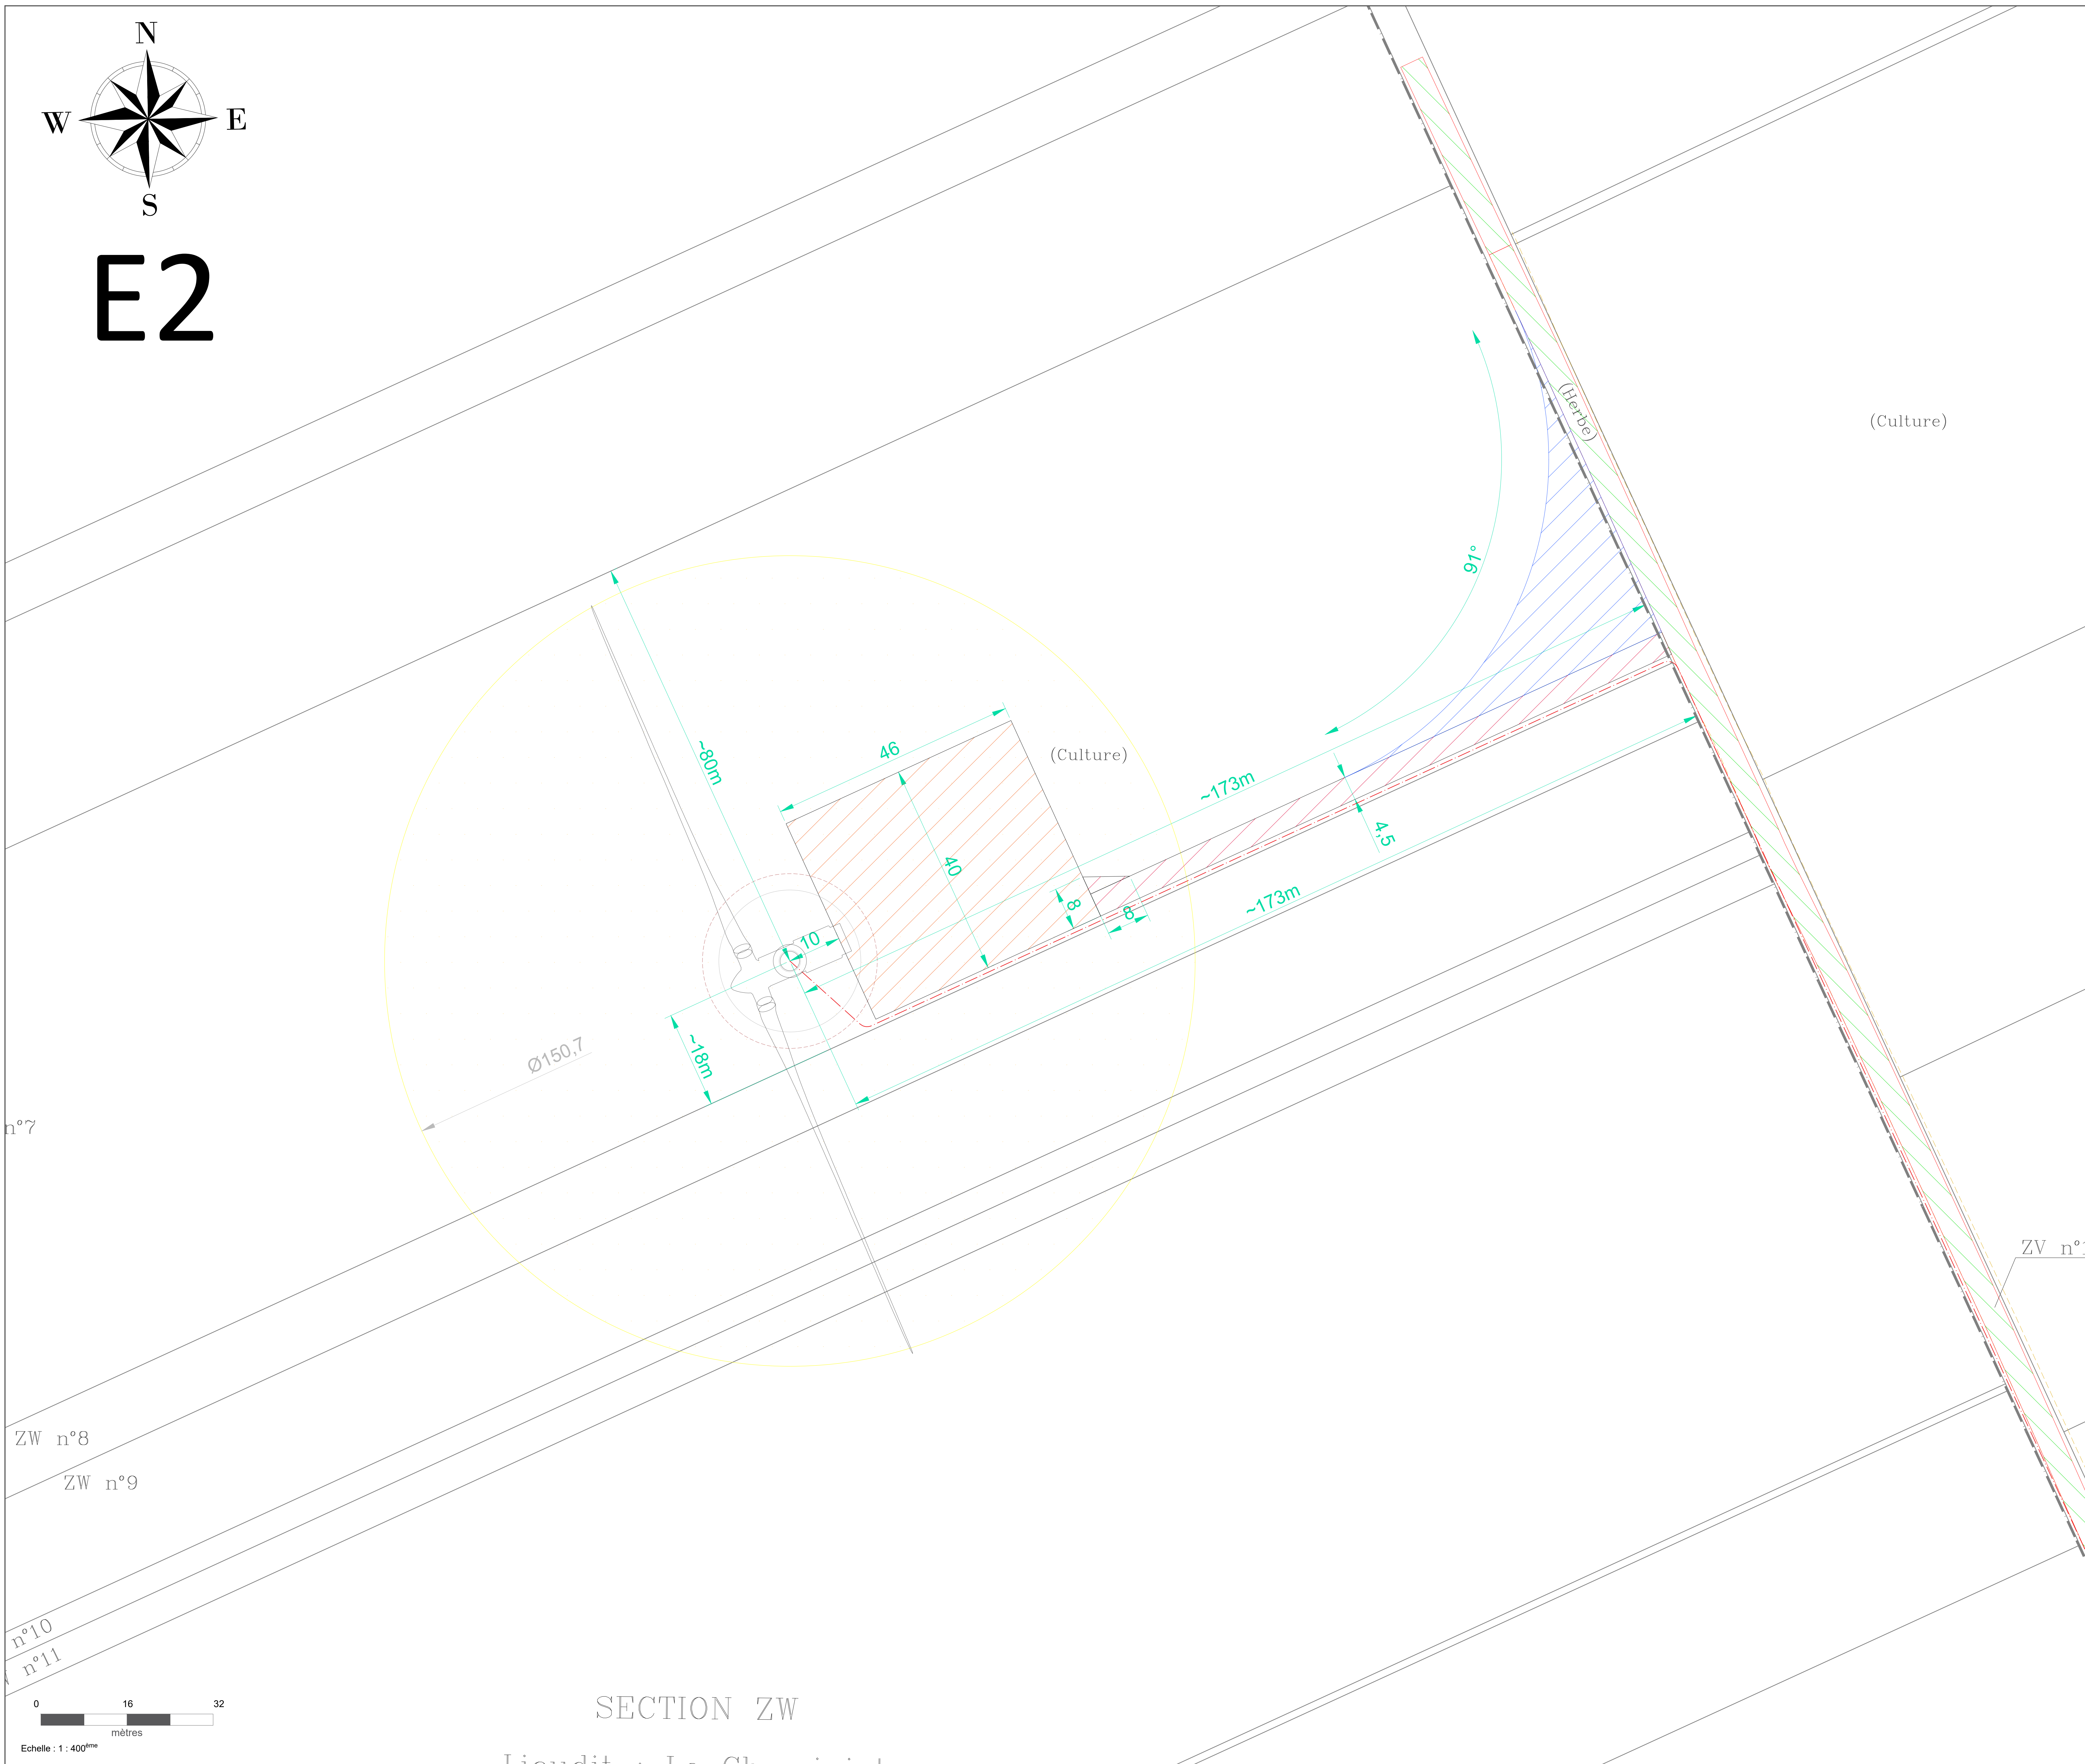 N
W E
S
E2
(Herbe)
(Culture)
91°
~80m
46
(Culture)
~173m
40
4,5
8
8
~173m
10
~18m
Ø150,7
n°7
ZV n°
ZW n°8
ZW n°9
n°10
n°11
0 16 32
mètres
Echelle : 1 : 400ème
SECTION ZW